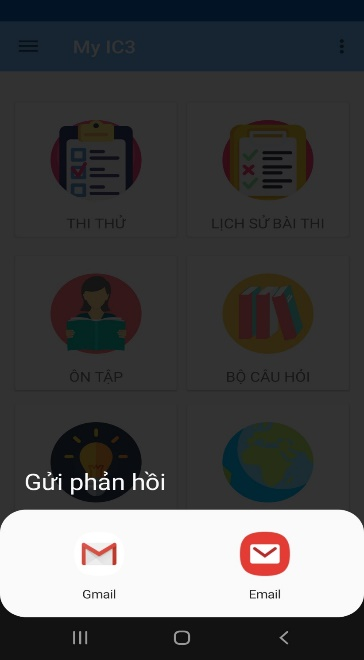 My IC3
THI THỬ
LỊCH SỬ BÀI THI
ÔN TẬP
BỘ CÂU HỎI
Gửi phản hồi
Gmail
Email